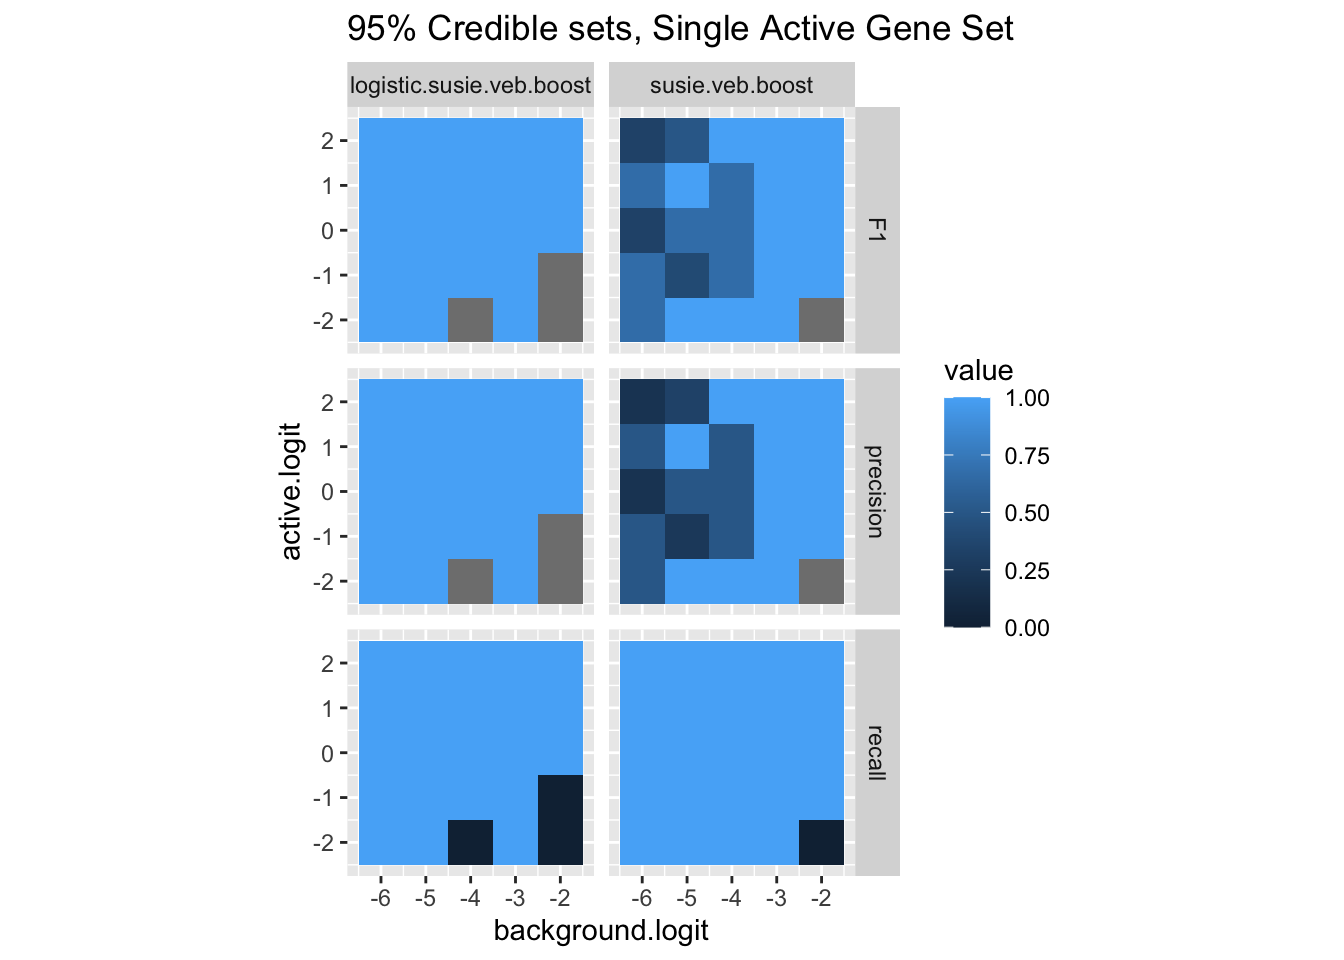 95% Credible sets, Single Active Gene Set
logistic.susie.veb.boost
susie.veb.boost
2
1
0
-1
-2
F1
2
1
0
-1
-2
precision
2
1
0
-1
-2
recall
active.logit
-6 -5 -4 -3 -2
-6 -5 -4 -3 -2
background.logit
value
1.00
0.75
0.50
0.25
0.00